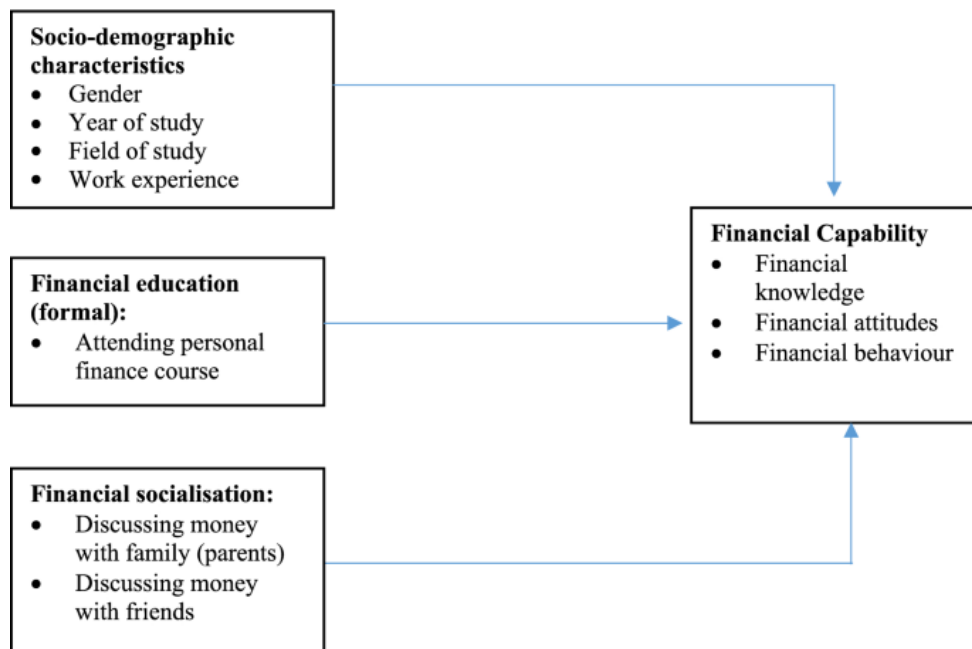 Socio-demographic
characteristics
• Gender
• Year of study
• Field of study
• Work experience
Financial education
(formal):
• Attending personal
finance course
Financial socialisation:
• Discussing money
with family (parents)
• Discussing money
with friends
Financial Capability
• Financial
knowledge
• Financial attitudes
• Financial behaviour